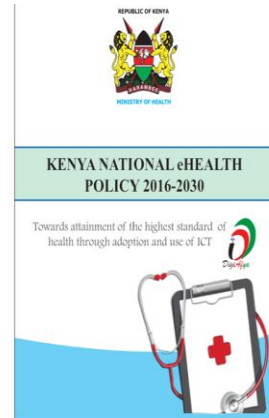 REPUBLIC OF KENYA
HARAMBEE
MINISTRY OF HEALTH
KENYA NATIONAL eHEALTH
POLICY 2016-2030
Towards attainment of the highest standard of
health through adoption and use of ICT